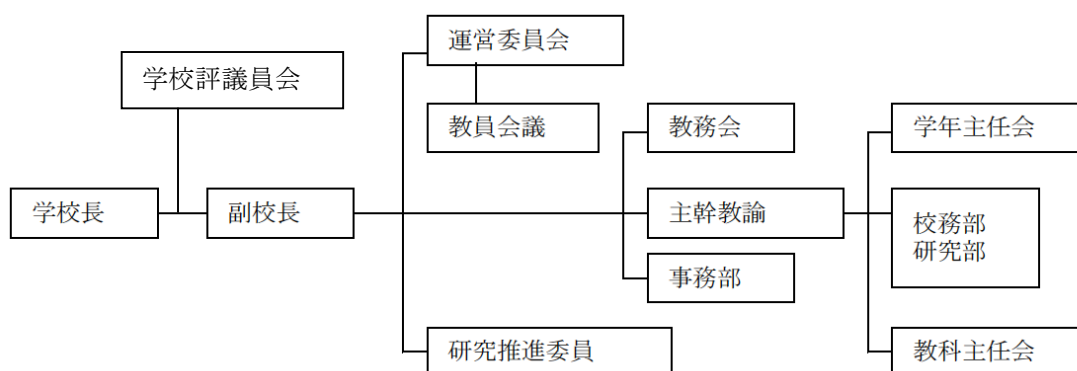 運営委員会
学校評議員会
教員会議
教務会
学年主任会
学校長
副校長
主幹教諭
校務部
研究部
事務部
研究推進委員
教科主任会